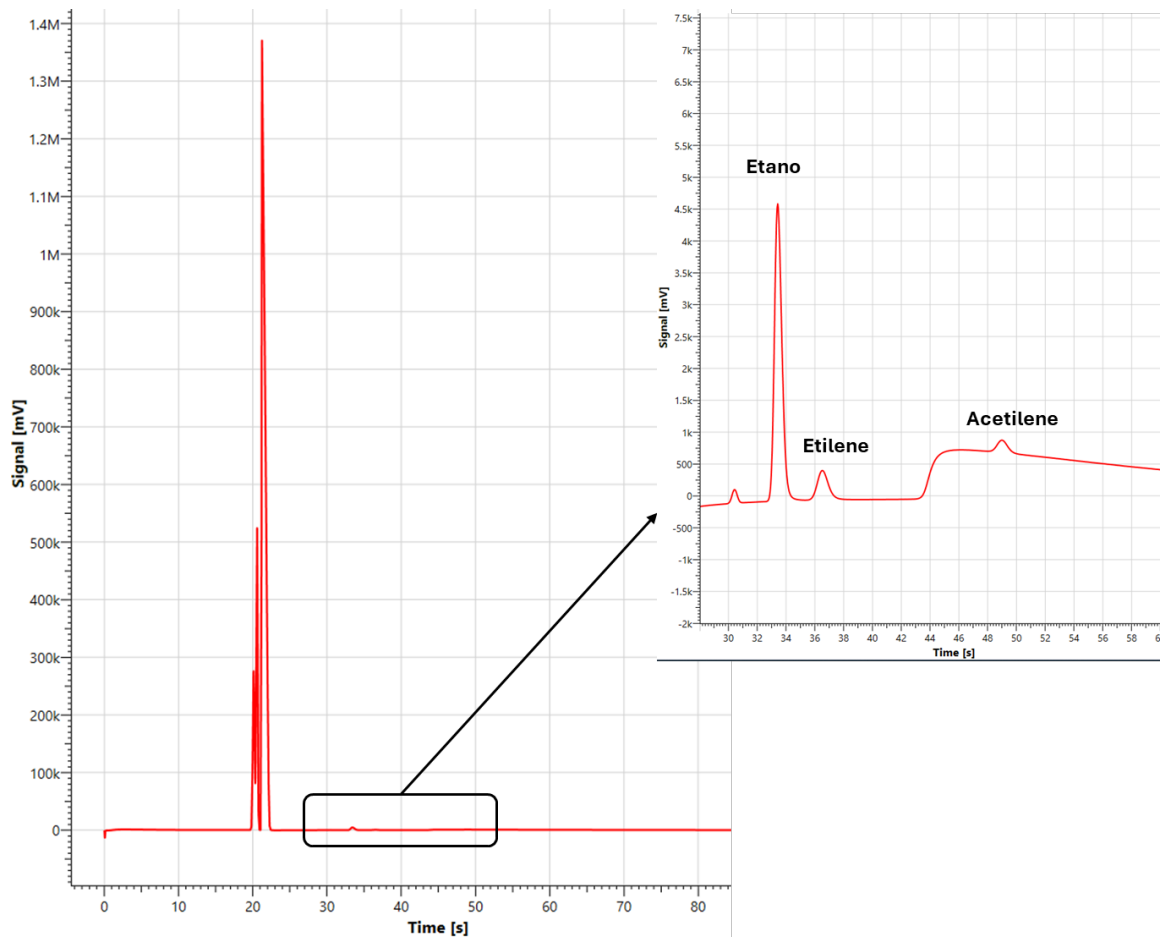 1.4M
1.3M
1.2M
1.1M
1M
900k
800k
700k
600k
500k
400k
300k
200k
100k
0
Signal [mV]
0 10 20 30 40 50 60 70 80
Time [s]
7.5k
7k
6.5k
6k
5.5k
5k
4.5k
4k
3.5k
3k
2.5k
2k
1.5k
1k
500
0
-500
-1k
-1.5k
-2k
Signal [mV]
Etano
Etilene
Acetilene
30 32 34 36 38 40 42 44 46 48 50 52 54 56 58
Time [s]